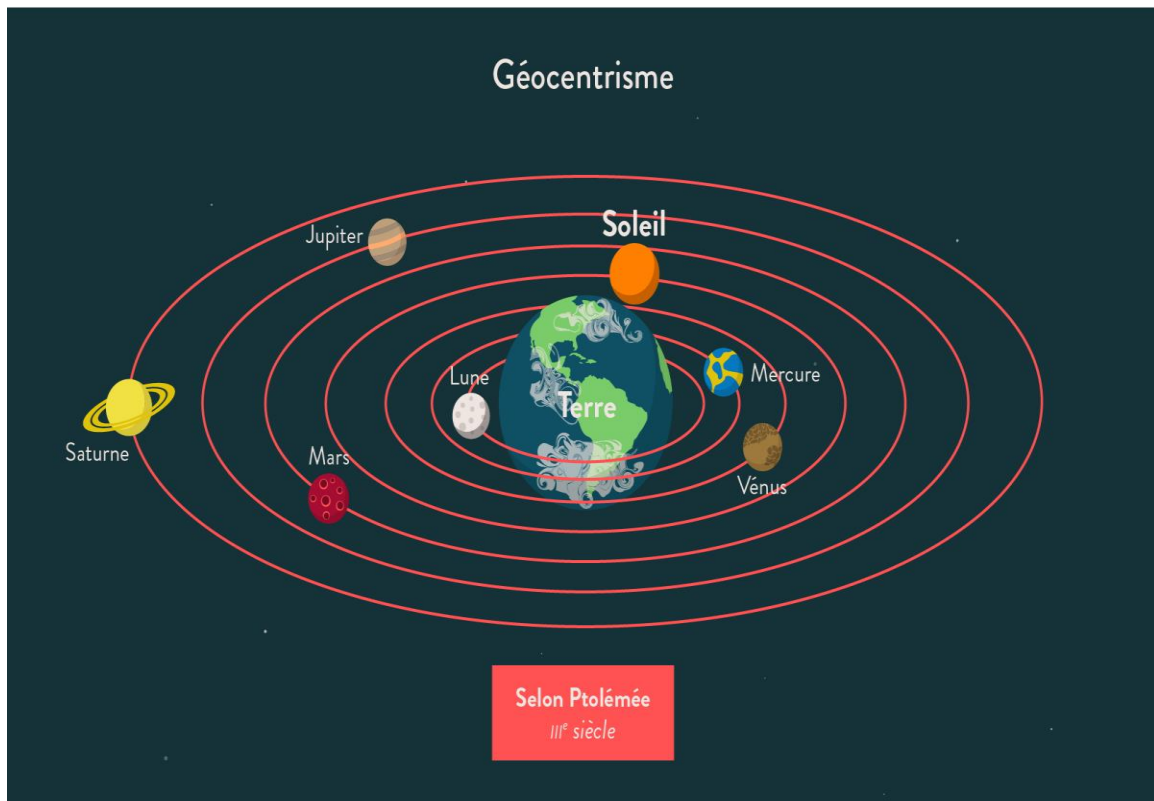 Géocentrisme
Soleil
Jupiter
Lune
Mercure
Terre
Saturne
Mars
Vénus
Selon Ptolémée
IIIe siècle